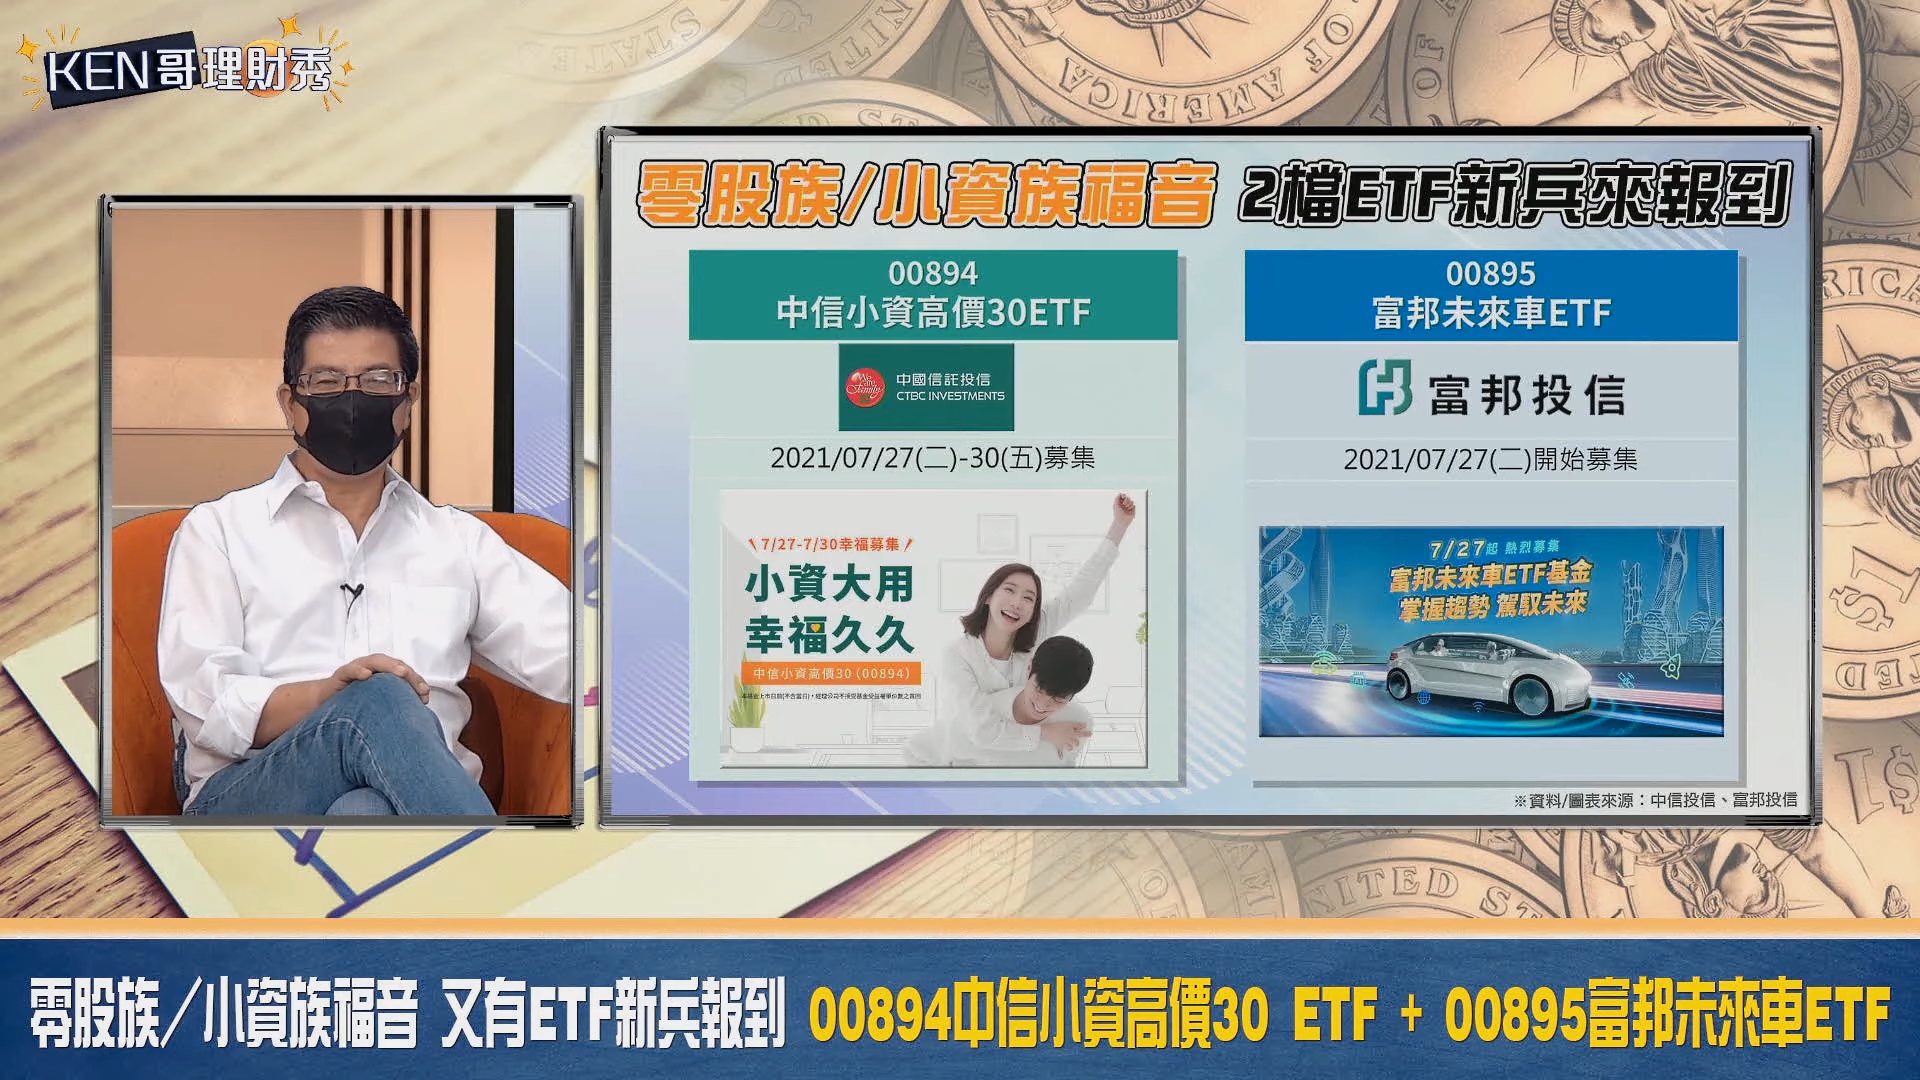 KEN哥理財秀
零股族/小資族福音 2檔ETF新兵來報到
00894
中信小資高價30ETF
We are Family
中國信託投信
CTBC INVESTMENTS
2021/07/27(二)-30(五)募集
7/27-7/30幸福募集
小資大用
幸福久久
中信小資高價30(00894)
00895
富邦未來車ETF
富邦投信
2021/07/27(二)開始募集
7/27起 熱烈募集
富邦未來車ETF基金
掌握趨勢 駕馭未來
※資料/圖表來源：中信投信、富邦投信
零股族／小資族福音 又有ETF新兵報到 00894中信小資高價30 ETF + 00895富邦未來車ETF